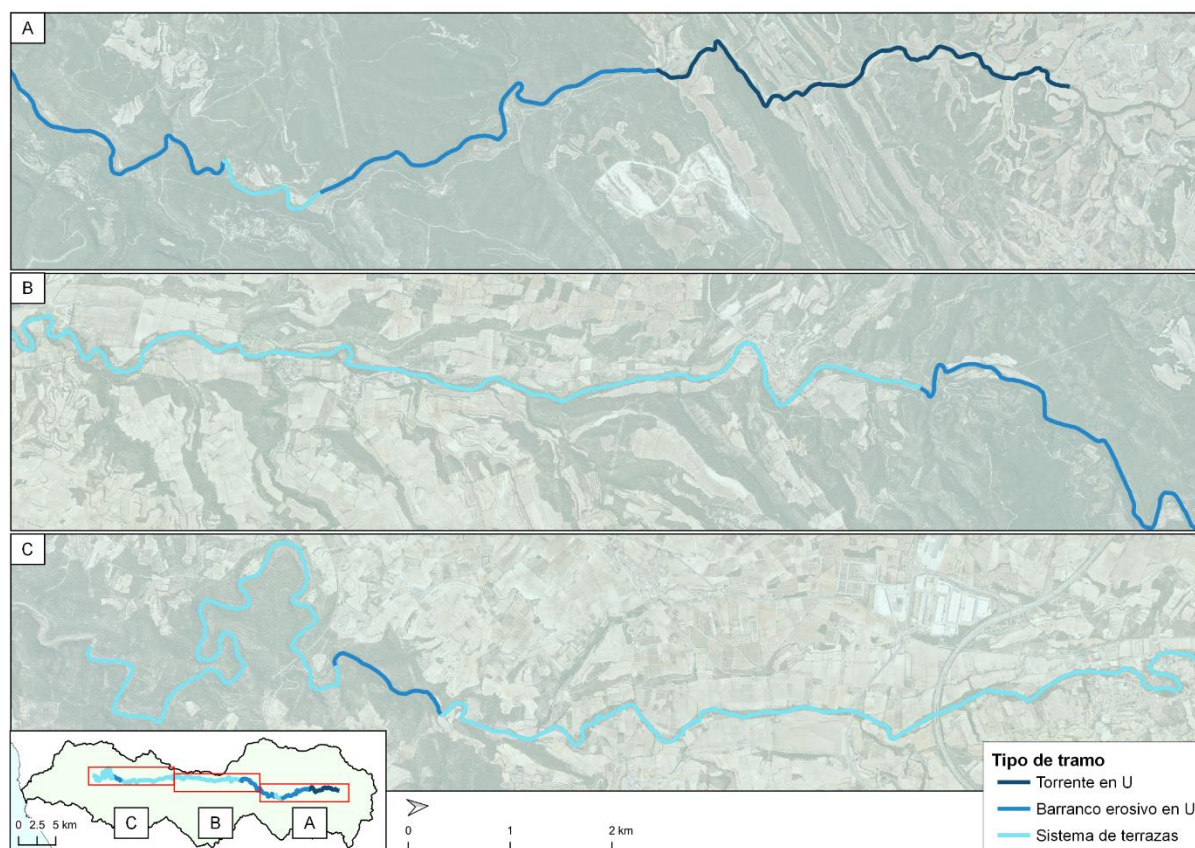 A
B
C
C
B
A
0 2.5 5 km
0 1 2 km
Tipo de tramo
Torrente en U
Barranco erosivo en U
Sistema de terrazas